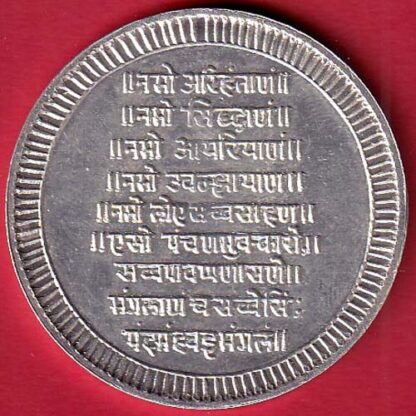 ॥नमो अरिहंताणं॥
॥नमो सिद्धाणं॥
॥नमो आयरियाणं॥
॥नमो उवज्झायाणं॥
॥नमो लोएसव्वसाहूणं॥
॥एसो पंचणमुक्कारो॥
सव्वपावप्पणासणो॥
मंगलाणं च सव्वेसिं
पढमं हवइ मंगलं॥